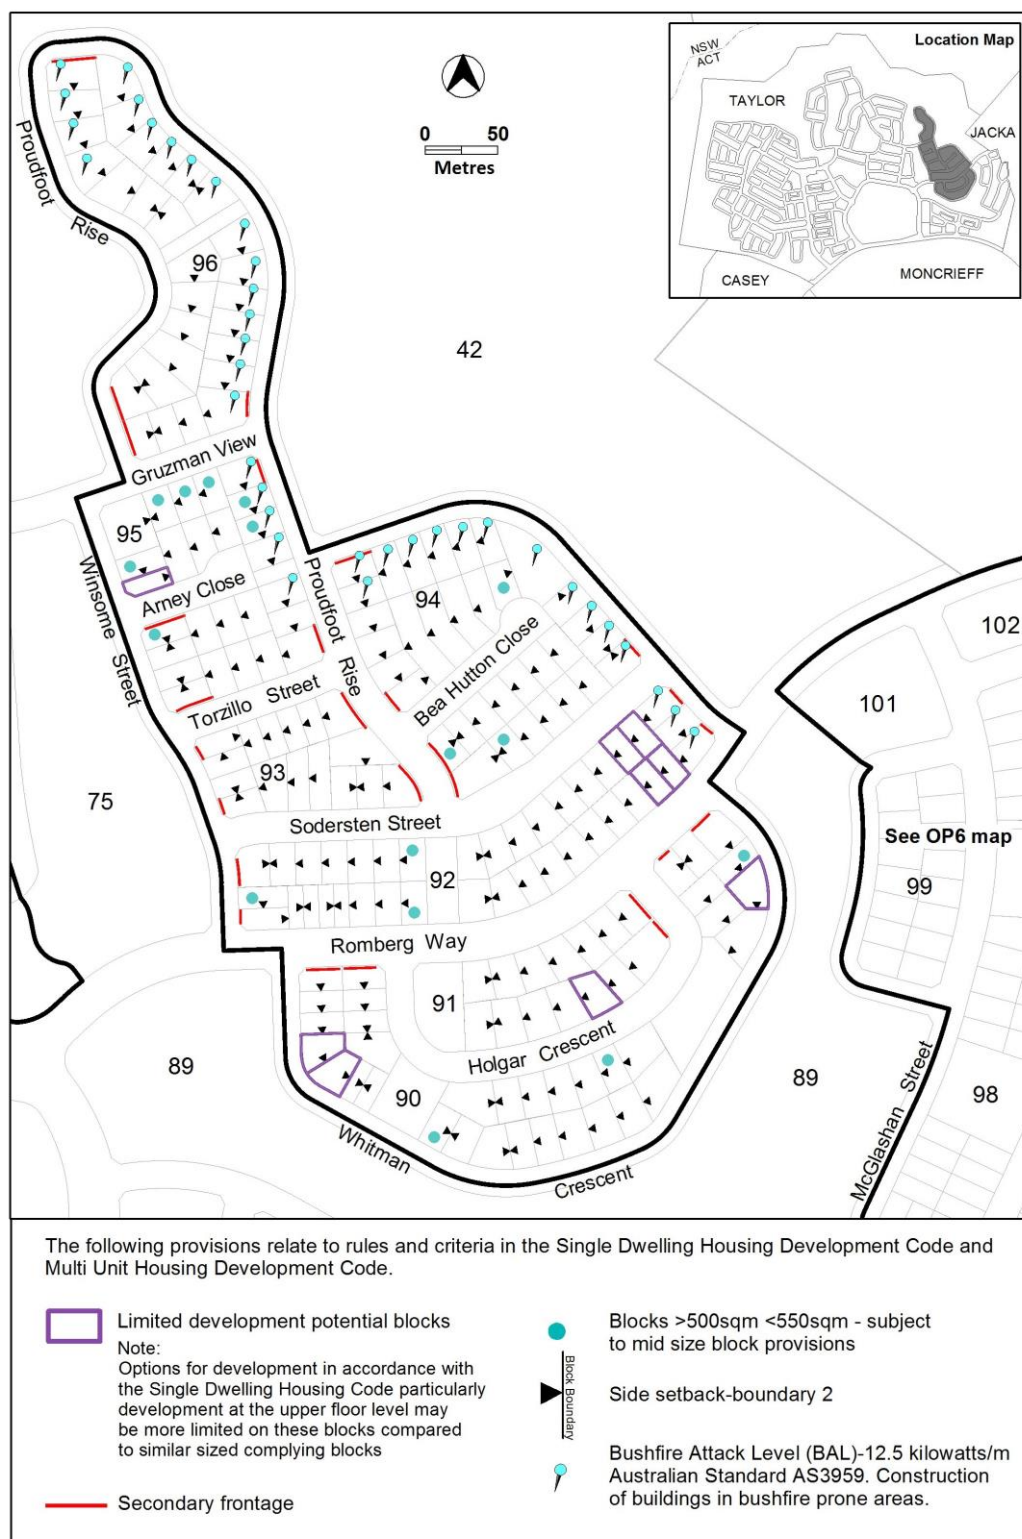 Location Map
NSW
ACT
TAYLOR
JACKA
CASEY
MONCRIEFF
0 50
Metres
Proudfoot
Rise
96
42
Gruzman View
95
Arney Close
Winsome Street
Proudfoot Rise
94
Bea Hutton Close
Torzillo Street
93
75
Sodersten Street
92
Romberg Way
91
Holgar Crescent
90
89
Whitman
Crescent
102
101
See OP6 map
99
89
98
McGlashan Street
The following provisions relate to rules and criteria in the Single Dwelling Housing Development Code and
Multi Unit Housing Development Code.
Limited development potential blocks
Note:
Options for development in accordance with
the Single Dwelling Housing Code particularly
development at the upper floor level may
be more limited on these blocks compared
to similar sized complying blocks
Secondary frontage
Blocks >500sqm <550sqm - subject
to mid size block provisions
Block Boundary
Side setback-boundary 2
Bushfire Attack Level (BAL)-12.5 kilowatts/m
Australian Standard AS3959. Construction
of buildings in bushfire prone areas.